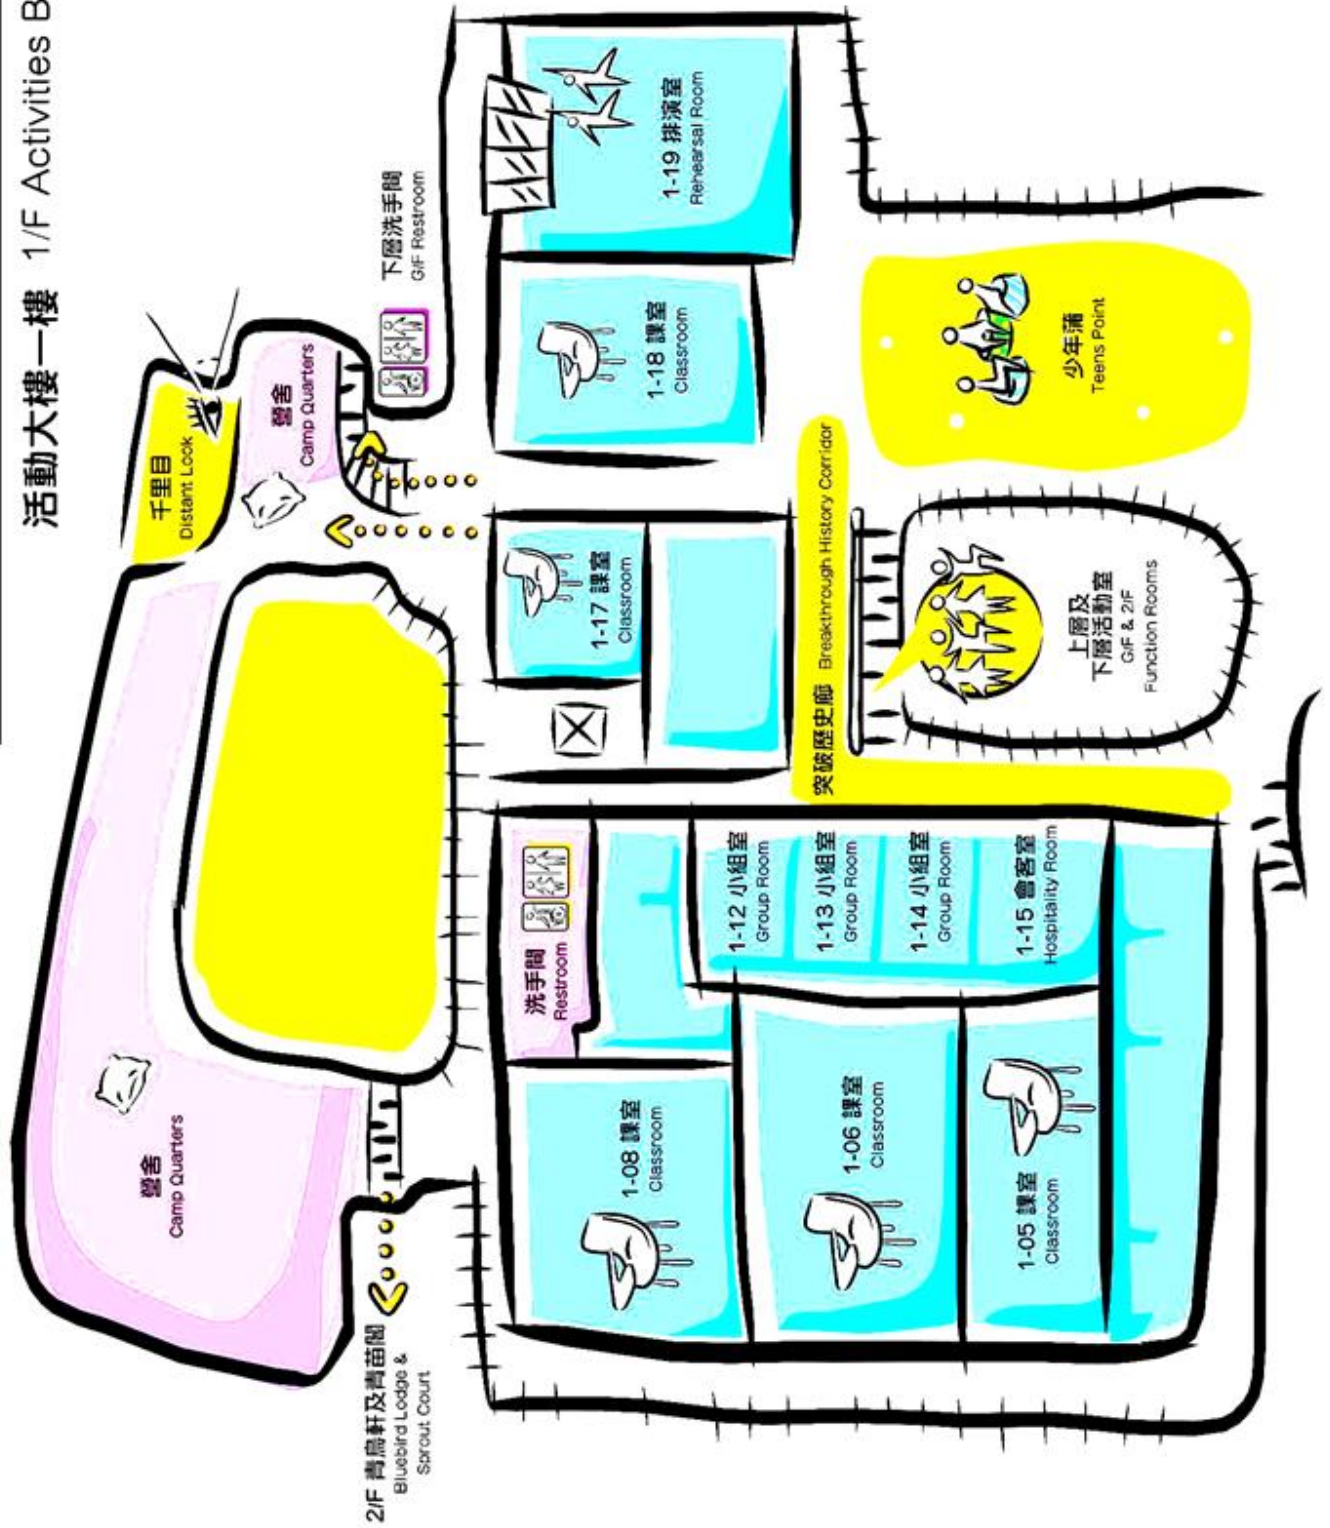 活動大樓一樓 1/F Activities B
千里目
Distant Look
營舍
Camp Quarters
下層洗手間
G/F Restroom
營舍
Camp Quarters
2/F 青鳥軒及青苗閣
Bluebird Lodge &
Sprout Court
洗手間
Restroom
1-08 課室
Classroom
1-17 課室
Classroom
1-18 課室
Classroom
1-19 排演室
Rehearsal Room
1-12 小組室
Group Room
1-13 小組室
Group Room
1-14 小組室
Group Room
1-15 會客室
Hospitality Room
1-06 課室
Classroom
1-05 課室
Classroom
突破歷史廊 Breakthrough History Corridor
上層及
下層活動室
G/F & 2/F
Function Rooms
少年蒲
Teens Point